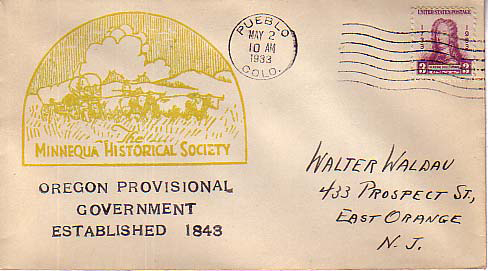 PUEBLO
MAY 2
10 AM
1933
COLO.
UNITED STATES POSTAGE
3 3
The
MINNEQUA HISTORICAL SOCIETY
OREGON PROVISIONAL
GOVERNMENT
ESTABLISHED 1843
WALTER WALDAU
433 PROSPECT ST.,
EAST ORANGE
N. J.